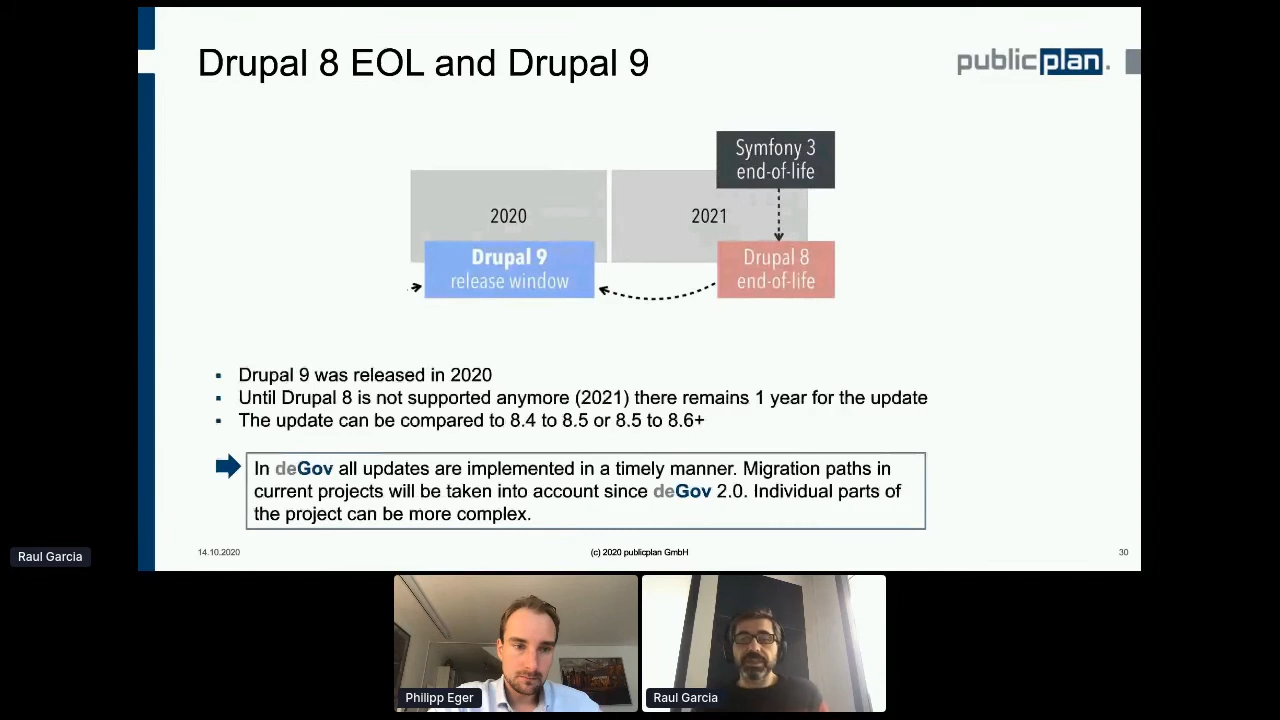 Drupal 8 EOL and Drupal 9
publicplan.
Symfony 3
end-of-life
2020
2021
Drupal 9
release window
Drupal 8
end-of-life
▪ Drupal 9 was released in 2020
▪ Until Drupal 8 is not supported anymore (2021) there remains 1 year for the update
▪ The update can be compared to 8.4 to 8.5 or 8.5 to 8.6+
In deGov all updates are implemented in a timely manner. Migration paths in
current projects will be taken into account since deGov 2.0. Individual parts of
the project can be more complex.
14.10.2020
(c) 2020 publicplan GmbH
30
Raul Garcia
Philipp Eger
Raul Garcia